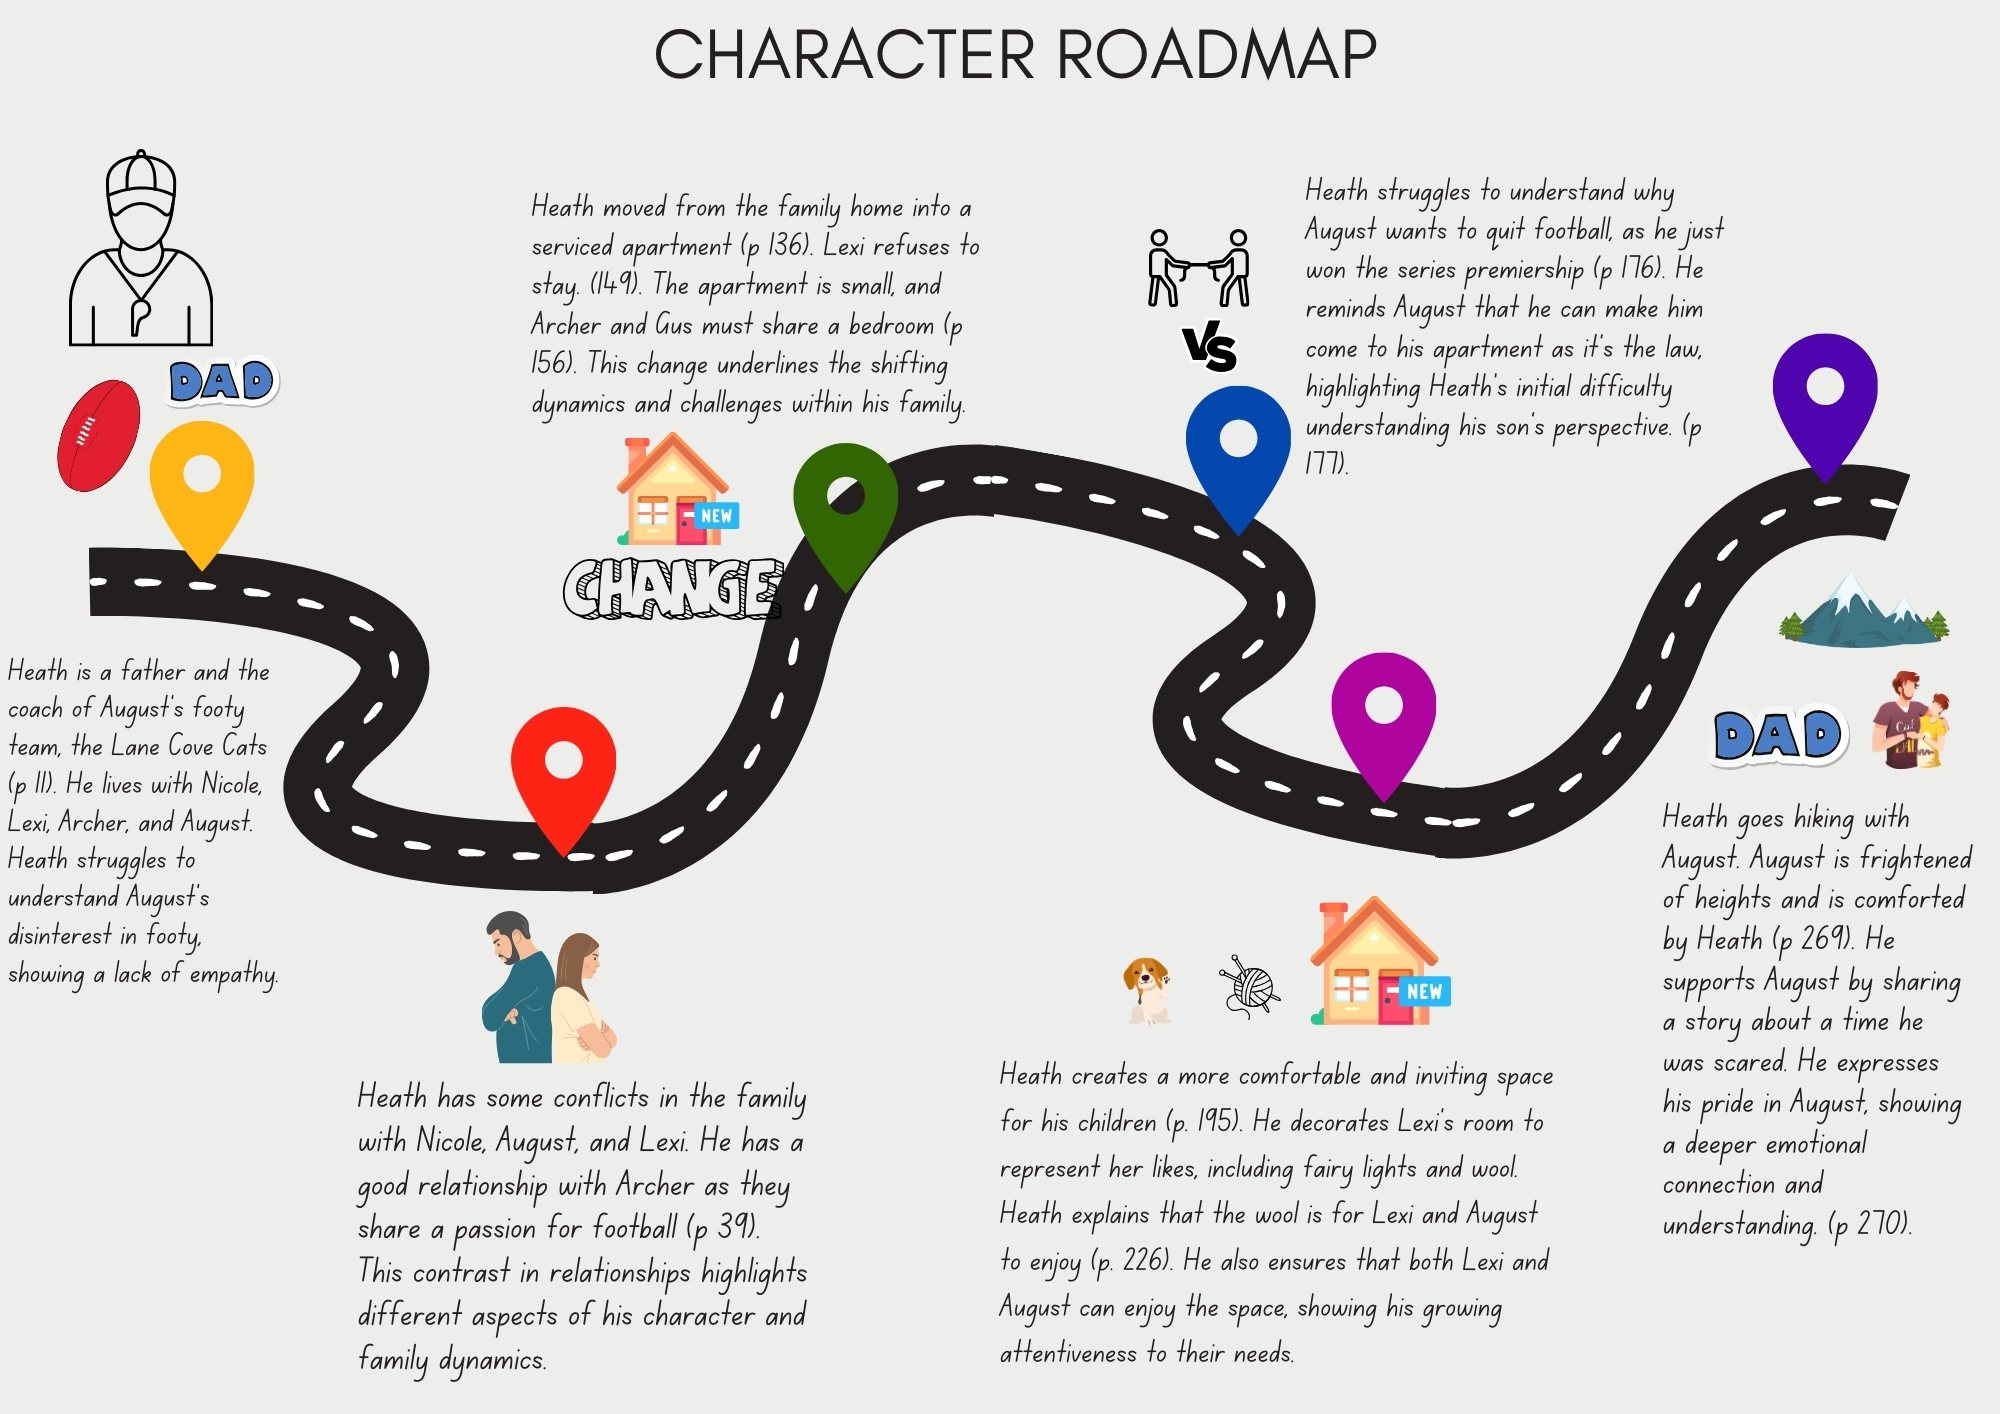 CHARACTER ROADMAP
DAD
Heath is a father and the
coach of August's footy
team, the Lane Cove Cats
(p 11). He lives with Nicole,
Lexi, Archer, and August.
Heath struggles to
understand August's
disinterest in footy,
showing a lack of empathy.
Heath has some conflicts in the family
with Nicole, August, and Lexi. He has a
good relationship with Archer as they
share a passion for football (p 39).
This contrast in relationships highlights
different aspects of his character and
family dynamics.
Heath moved from the family home into a
serviced apartment (p 136). Lexi refuses to
stay. (149). The apartment is small, and
Archer and Gus must share a bedroom (p
156). This change underlines the shifting
dynamics and challenges within his family.
NEW
CHANGE
VS
Heath struggles to understand why
August wants to quit football, as he just
won the series premiership (p 176). He
reminds August that he can make him
come to his apartment as it's the law,
highlighting Heath's initial difficulty
understanding his son's perspective. (p
177).
NEW
Heath creates a more comfortable and inviting space
for his children (p. 195). He decorates Lexi's room to
represent her likes, including fairy lights and wool.
Heath explains that the wool is for Lexi and August
to enjoy (p. 226). He also ensures that both Lexi and
August can enjoy the space, showing his growing
attentiveness to their needs.
DAD
Heath goes hiking with
August. August is frightened
of heights and is comforted
by Heath (p 269). He
supports August by sharing
a story about a time he
was scared. He expresses
his pride in August, showing
a deeper emotional
connection and
understanding. (p 270).